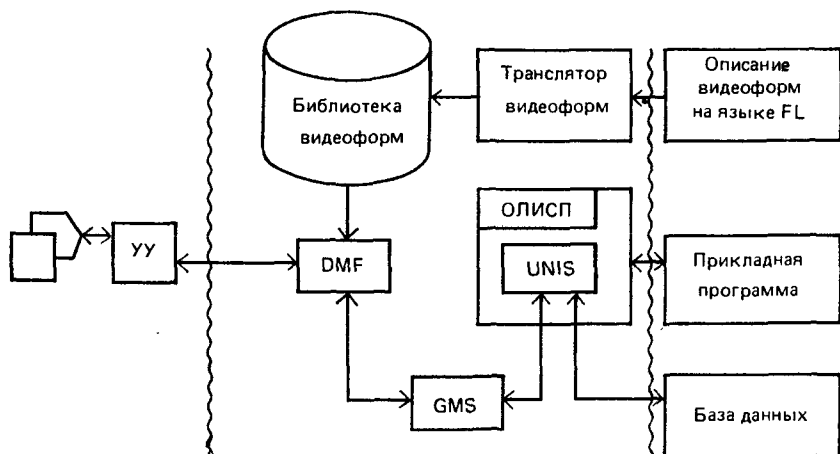 Библиотека
видеоформ
Транслятор
видеоформ
Описание
видеоформ
на языке FL
УУ
DMF
ОЛИСП
UNIS
Прикладная
программа
GMS
База данных